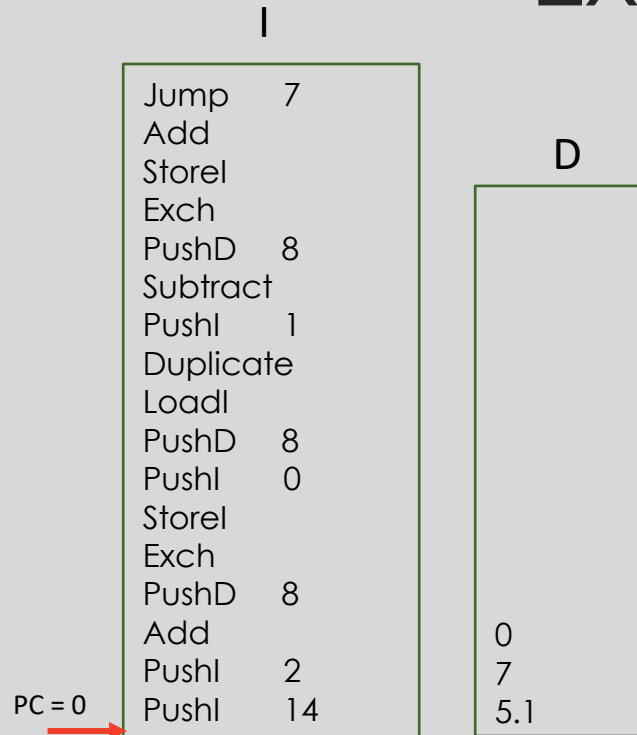 I
Jump 7
Add
StoreI
Exch
PushD 8
Subtract
PushI 1
Duplicate
LoadI
PushD 8
PushI 0
StoreI
Exch
PushD 8
Add
PushI 2
PushI 14
PC = 0
D
0
7
5.1